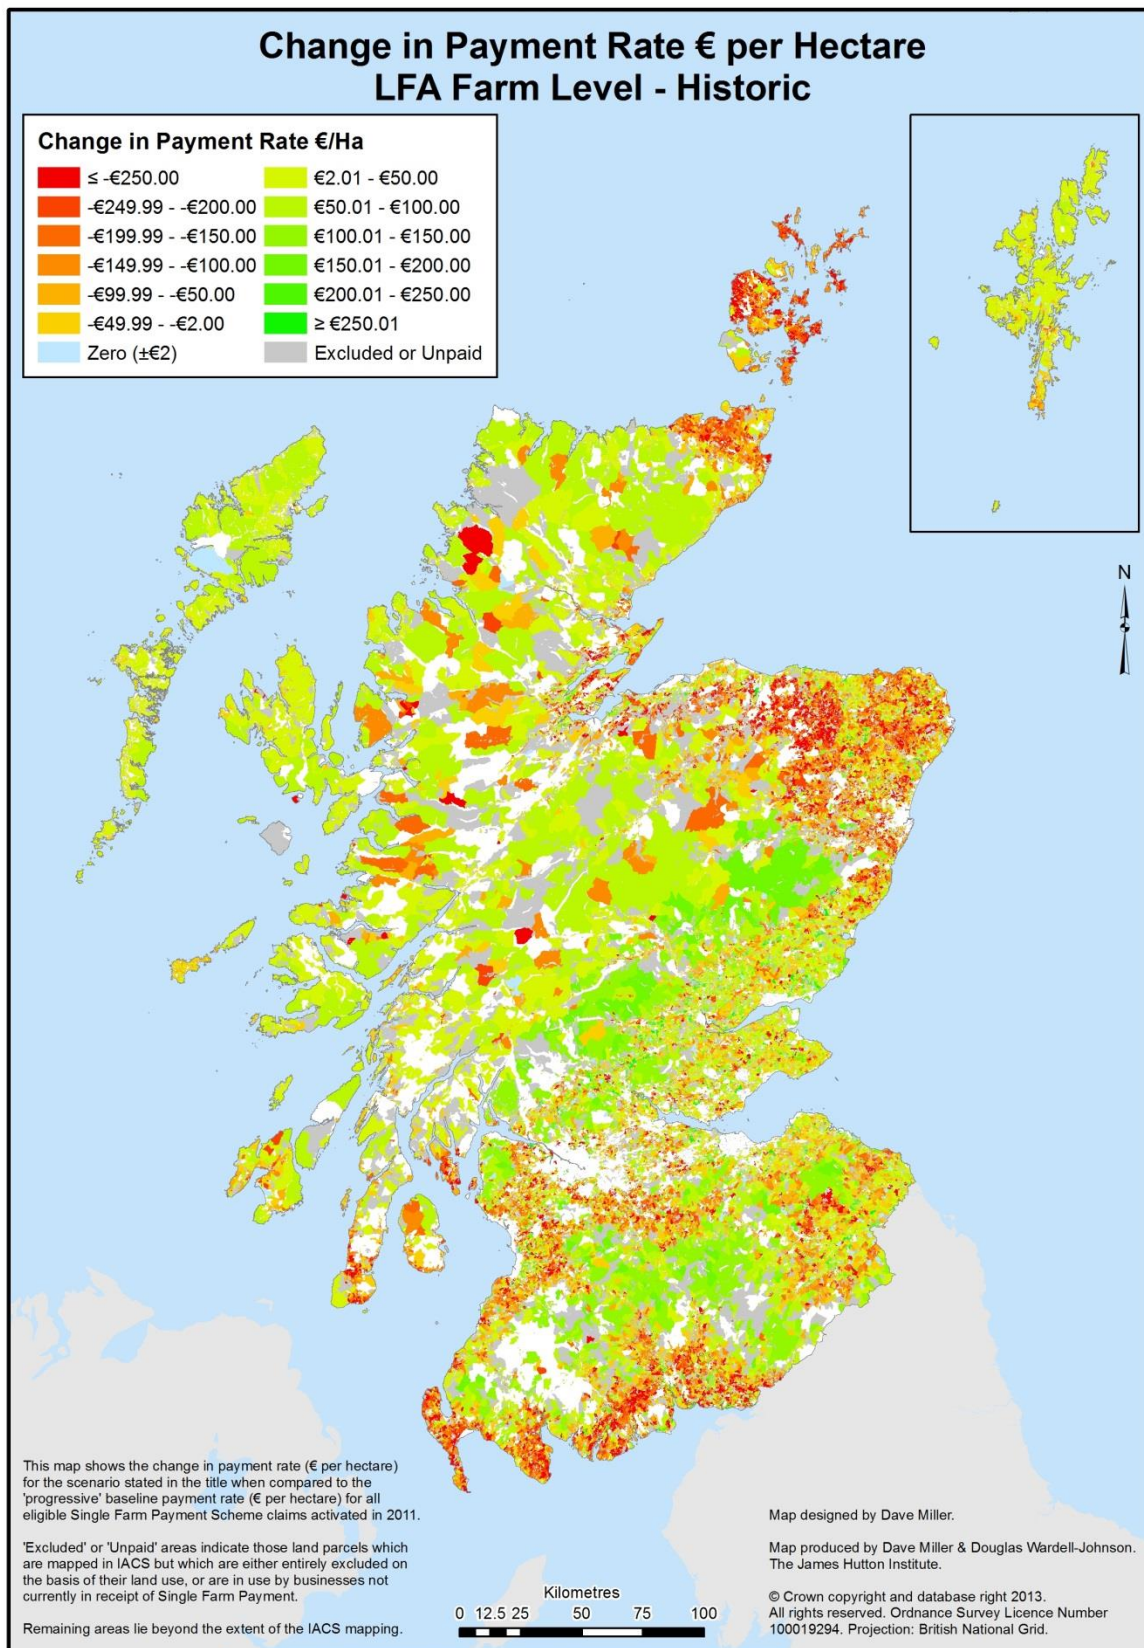 Change in Payment Rate € per Hectare
LFA Farm Level - Historic
Change in Payment Rate €/Ha
≤ -€250.00
-€249.99 - -€200.00
-€199.99 - -€150.00
-€149.99 - -€100.00
-€99.99 - -€50.00
-€49.99 - -€2.00
Zero (±€2)
€2.01 - €50.00
€50.01 - €100.00
€100.01 - €150.00
€150.01 - €200.00
€200.01 - €250.00
≥ €250.01
Excluded or Unpaid
N
This map shows the change in payment rate (€ per hectare)
for the scenario stated in the title when compared to the
'progressive' baseline payment rate (€ per hectare) for all
eligible Single Farm Payment Scheme claims activated in 2011.
'Excluded' or 'Unpaid' areas indicate those land parcels which
are mapped in IACS but which are either entirely excluded on
the basis of their land use, or are in use by businesses not
currently in receipt of Single Farm Payment.
Remaining areas lie beyond the extent of the IACS mapping.
Kilometres
0 12.5 25 50 75 100
Map designed by Dave Miller.
Map produced by Dave Miller & Douglas Wardell-Johnson.
The James Hutton Institute.
© Crown copyright and database right 2013.
All rights reserved. Ordnance Survey Licence Number
100019294. Projection: British National Grid.